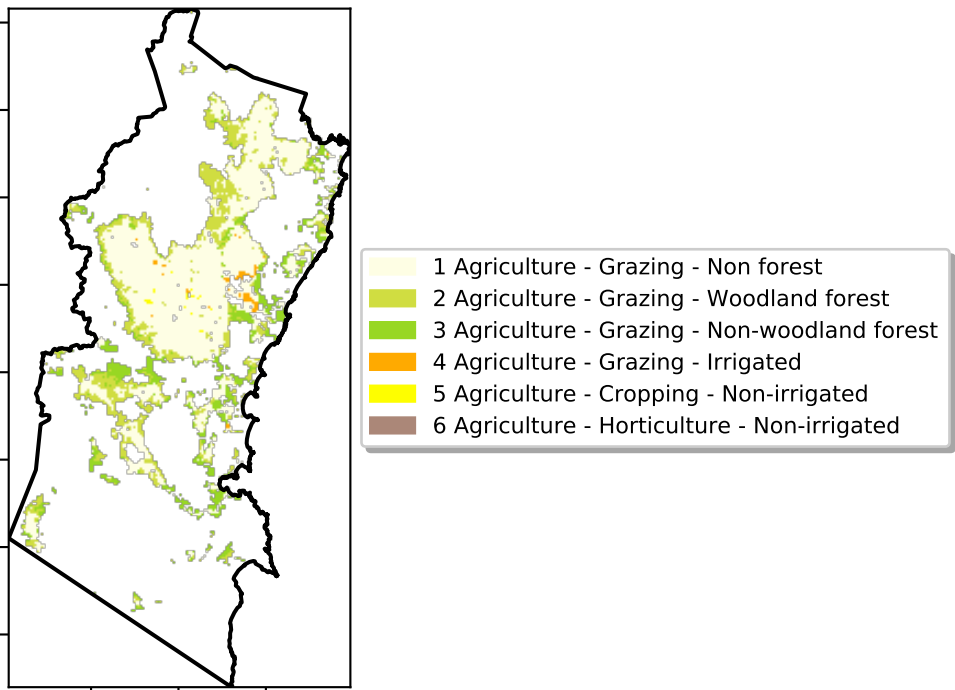 1 Agriculture - Grazing - Non forest
2 Agriculture - Grazing - Woodland forest
3 Agriculture - Grazing - Non-woodland forest
4 Agriculture - Grazing - Irrigated
5 Agriculture - Cropping - Non-irrigated
6 Agriculture - Horticulture - Non-irrigated